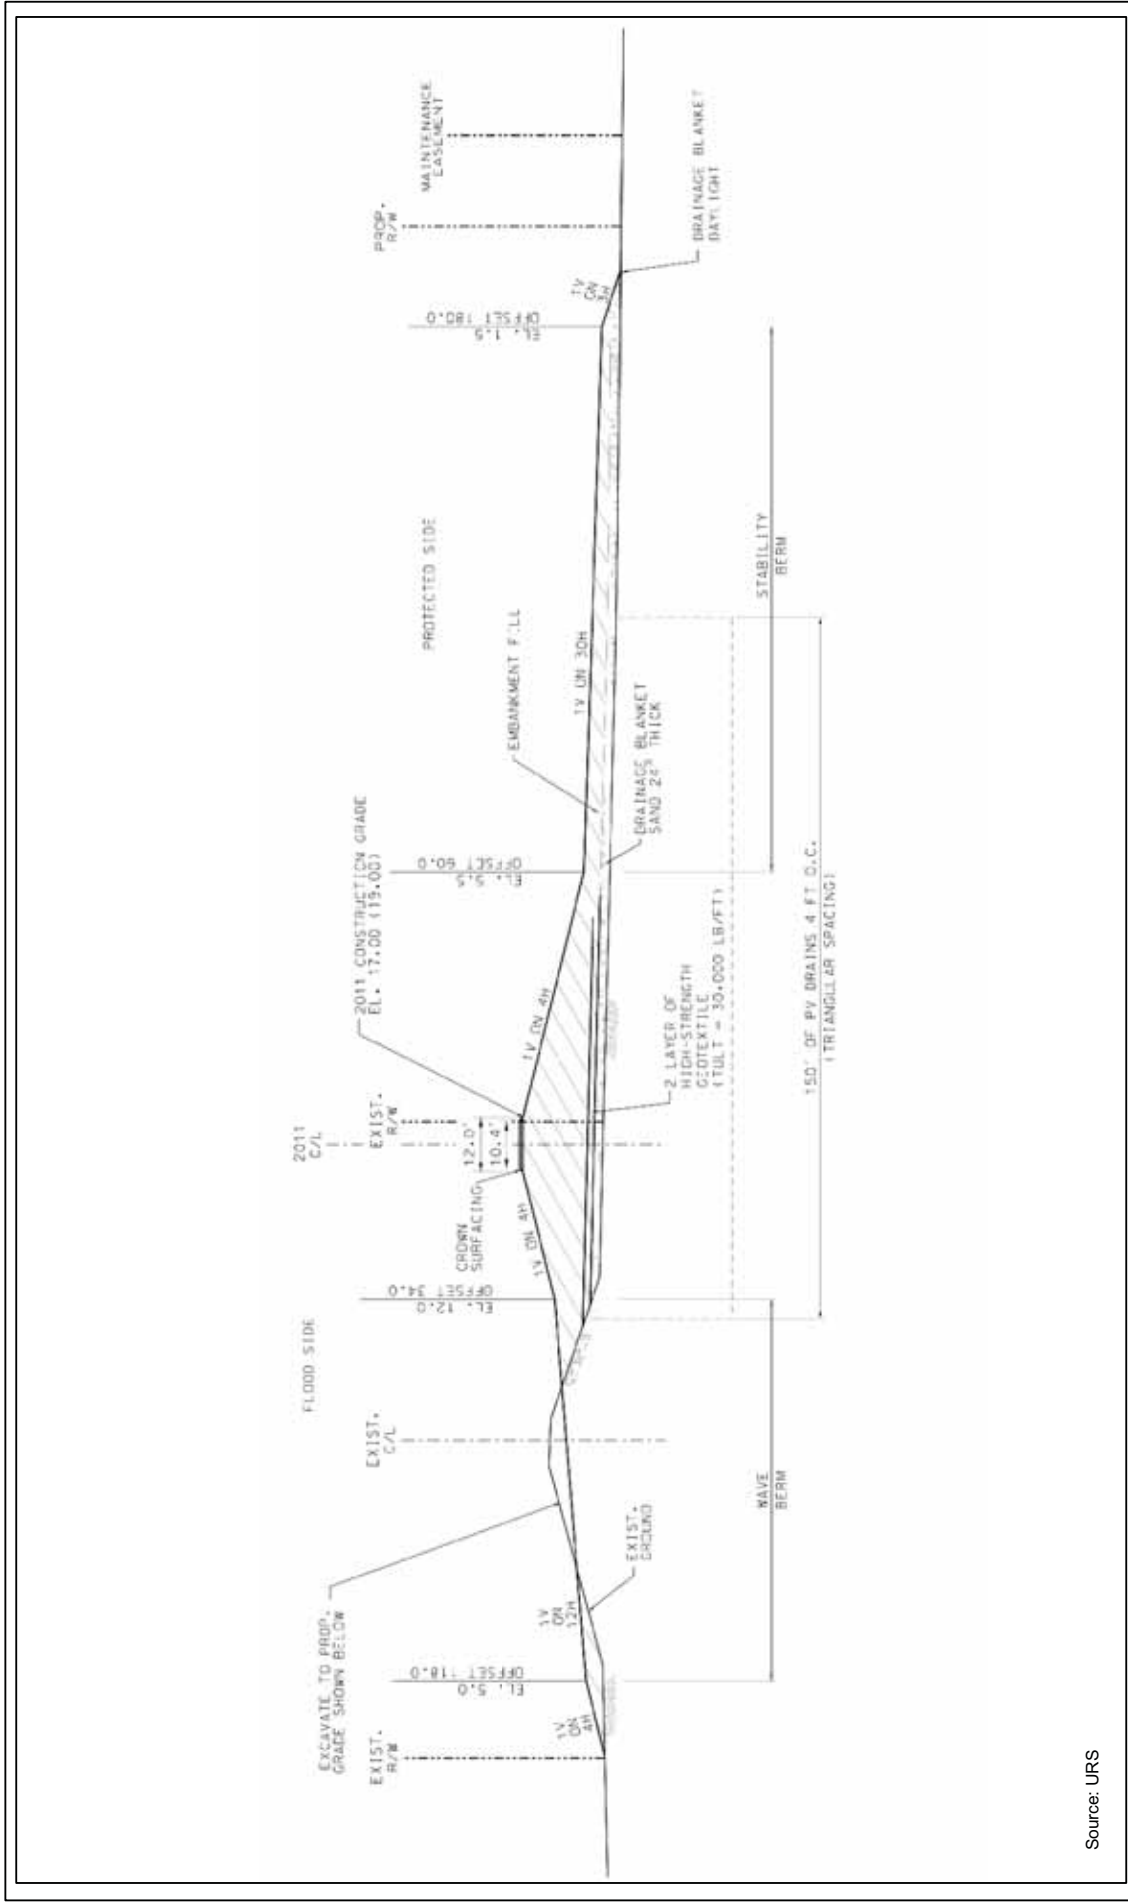 FLOOD SIDE
PROTECTED SIDE
EXCAVATE TO PROP.
GRADE SHOWN BELOW
EXIST.
R/W
EXIST.
C/L
2011
C/L
EXIST.
R/W
2011 CONSTRUCTION GRADE
EL. 17.00 (19.00)
PROP.
R/W
MAINTENANCE
EASEMENT
EL. 5.0
OFFSET 118.0
EL. 12.0
OFFSET 34.0
CROWN
SURFACING
12.0'
10.4'
EL. 5.5
OFFSET 60.0
EL. 1.5
OFFSET 180.0
1V
ON
4H
1V
ON
12H
1V ON 4H
1V ON 4H
1V ON 30H
1V
ON
3H
EMBANKMENT FILL
EXIST.
GROUND
2 LAYER OF
HIGH-STRENGTH
GEOTEXTILE
(TULT = 30,000 LB/FT)
DRAINAGE BLANKET
SAND 24" THICK
DRAINAGE BLANKET
DAYLIGHT
WAVE
BERM
STABILITY
BERM
150' OF PV DRAINS 4 FT O.C.
(TRIANGULAR SPACING)
Source: URS